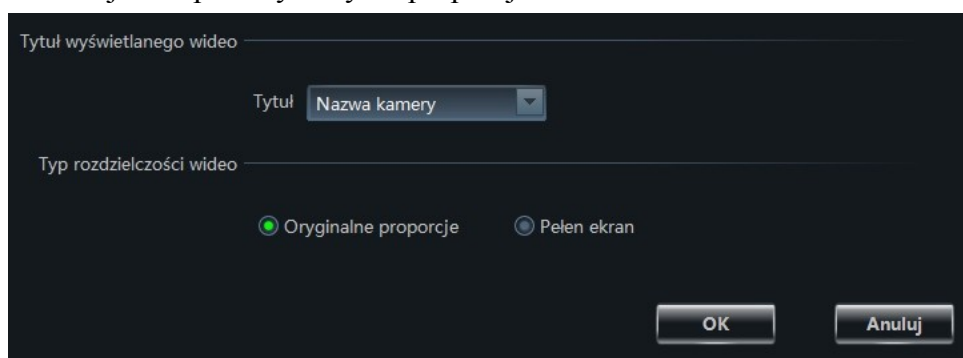 Tytuł wyświetlanego wideo
Tytuł Nazwa kamery
Typ rozdzielczości wideo
Oryginalne proporcje Pełen ekran
OK Anuluj